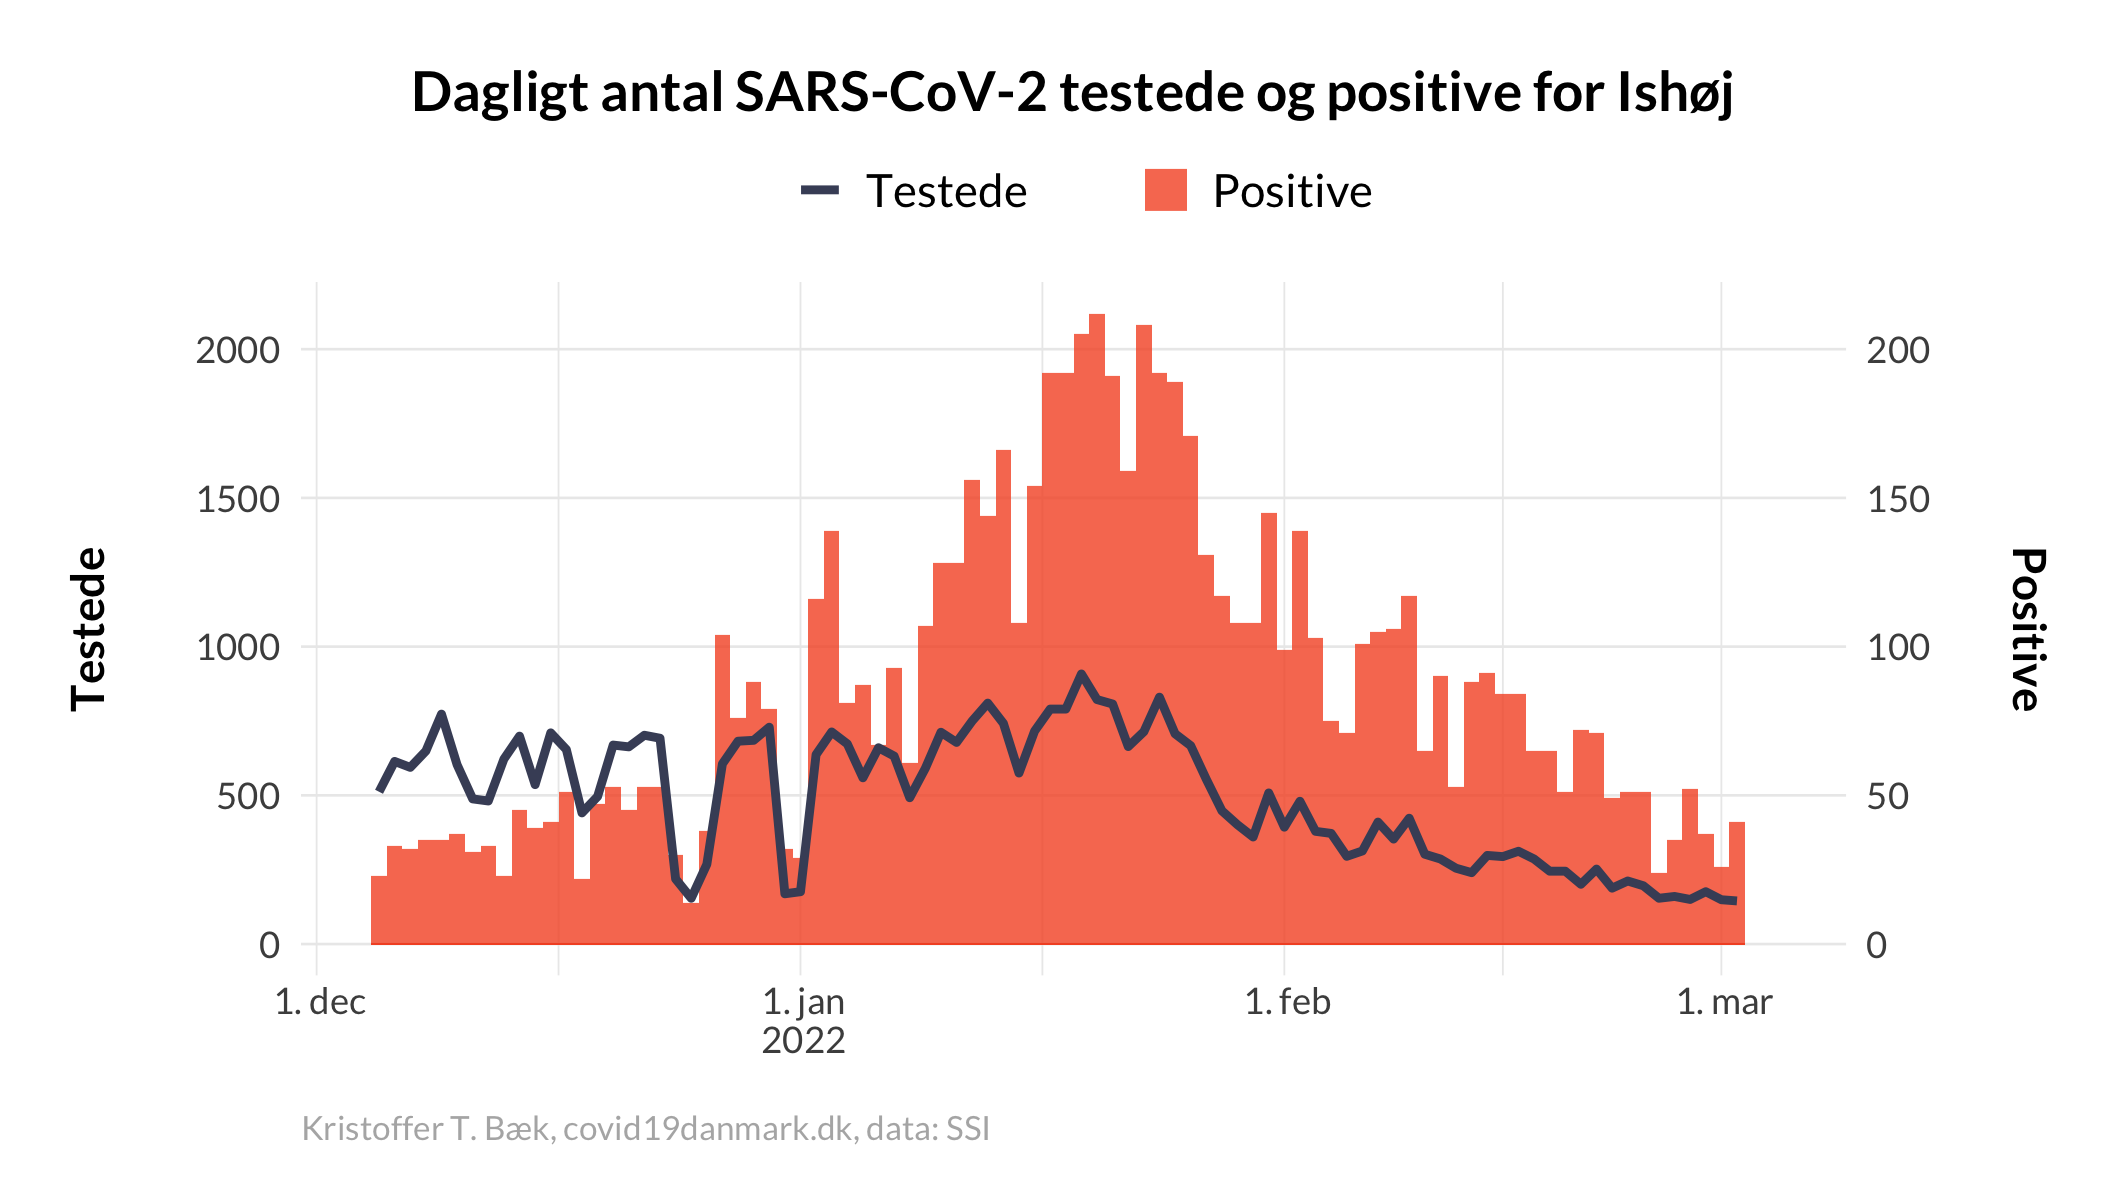 Dagligt antal SARS-CoV-2 testede og positive for Ishøj
Testede
Positive
2000
1500
1000
500
0
Testede
200
150
100
50
0
Positive
1. dec
1. jan
2022
1. feb
1. mar
Kristoffer T. Bæk, covid19danmark.dk, data: SSI